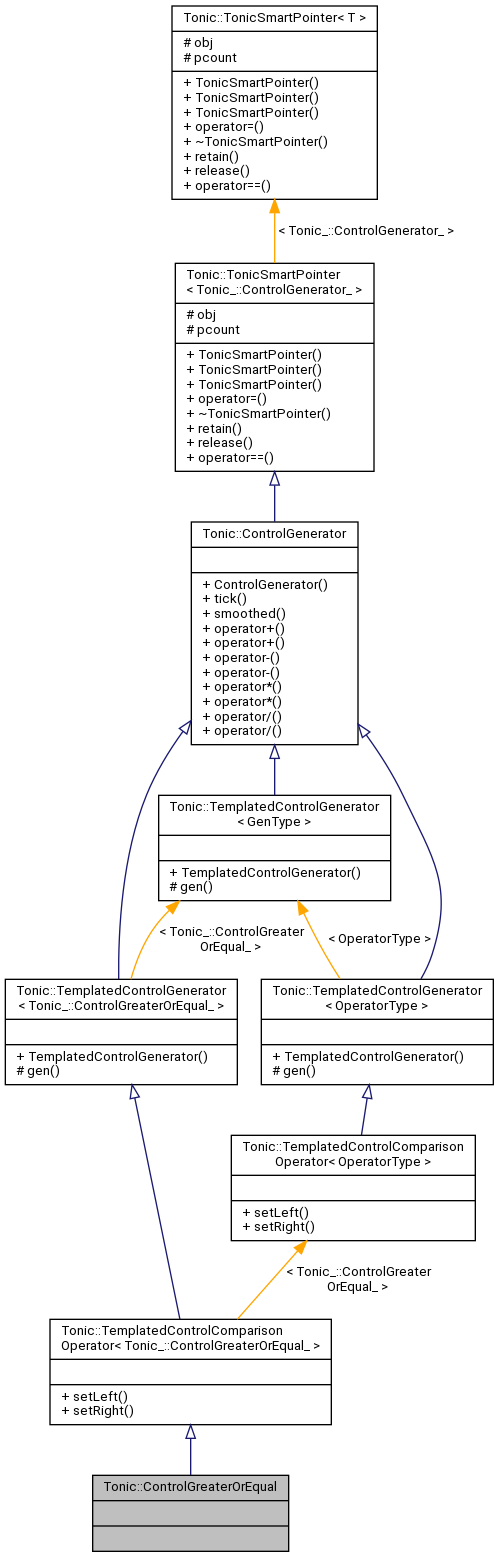 Tonic::TonicSmartPointer< T >
# obj
# pcount
+ TonicSmartPointer()
+ TonicSmartPointer()
+ TonicSmartPointer()
+ operator=()
+ ~TonicSmartPointer()
+ retain()
+ release()
+ operator==()
< Tonic_::ControlGenerator_ >
Tonic::TonicSmartPointer
< Tonic_::ControlGenerator_ >
# obj
# pcount
+ TonicSmartPointer()
+ TonicSmartPointer()
+ TonicSmartPointer()
+ operator=()
+ ~TonicSmartPointer()
+ retain()
+ release()
+ operator==()
Tonic::ControlGenerator
+ ControlGenerator()
+ tick()
+ smoothed()
+ operator+()
+ operator+()
+ operator-()
+ operator-()
+ operator*()
+ operator*()
+ operator/()
+ operator/()
Tonic::TemplatedControlGenerator
< GenType >
+ TemplatedControlGenerator()
# gen()
< Tonic_::ControlGreater
OrEqual_ >
< OperatorType >
Tonic::TemplatedControlGenerator
< Tonic_::ControlGreaterOrEqual_ >
+ TemplatedControlGenerator()
# gen()
Tonic::TemplatedControlGenerator
< OperatorType >
+ TemplatedControlGenerator()
# gen()
Tonic::TemplatedControlComparison
Operator< OperatorType >
+ setLeft()
+ setRight()
< Tonic_::ControlGreater
OrEqual_ >
Tonic::TemplatedControlComparison
Operator< Tonic_::ControlGreaterOrEqual_ >
+ setLeft()
+ setRight()
Tonic::ControlGreaterOrEqual